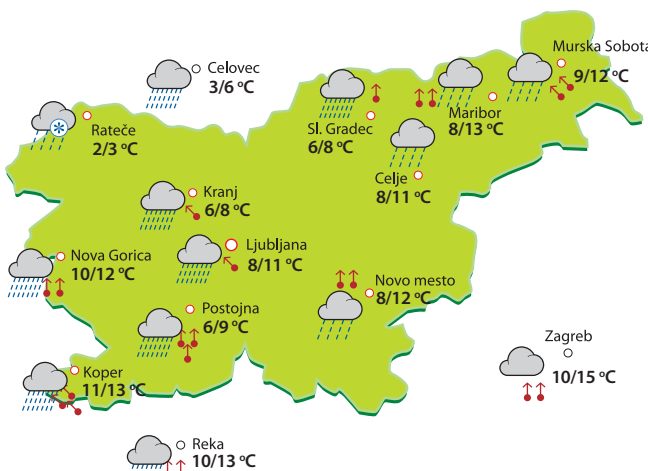 Murska Sobota
9/12 °C
Celovec
3/6 °C
Maribor
8/13 °C
Sl. Gradec
6/8 °C
Rateče
2/3 °C
Celje
8/11 °C
Kranj
6/8 °C
Ljubljana
8/11 °C
Nova Gorica
10/12 °C
Novo mesto
8/12 °C
Postojna
6/9 °C
Zagreb
10/15 °C
Koper
11/13 °C
Reka
10/13 °C